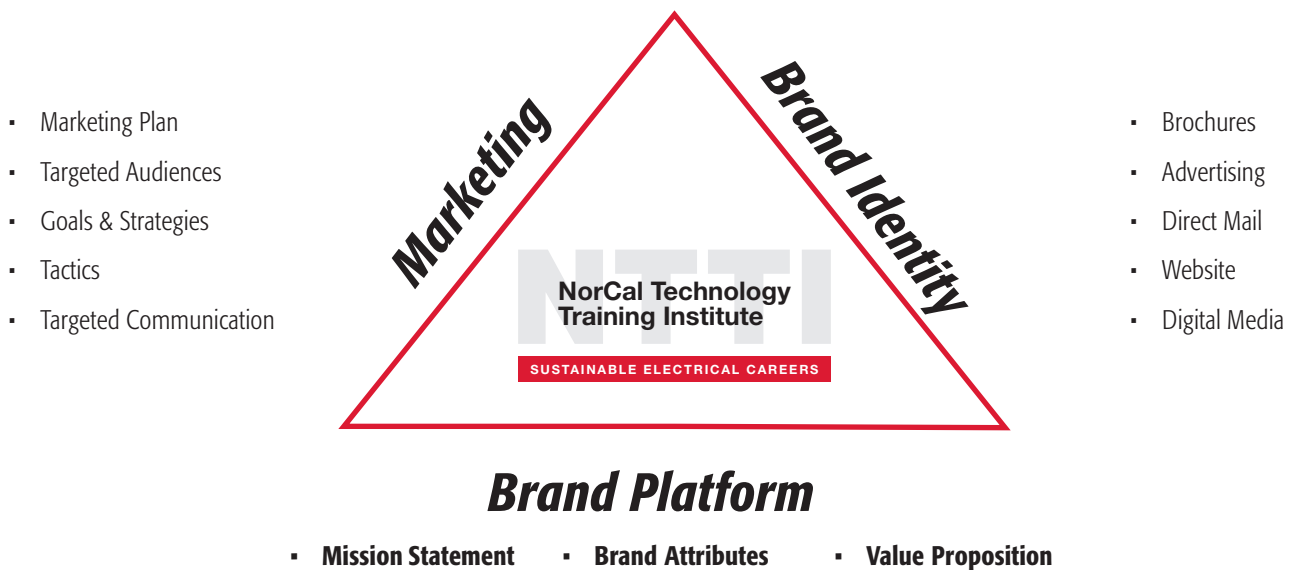 Marketing
▪ Marketing Plan
▪ Targeted Audiences
▪ Goals & Strategies
▪ Tactics
▪ Targeted Communication
Brand Identity
▪ Brochures
▪ Advertising
▪ Direct Mail
▪ Website
▪ Digital Media
NTTI
NorCal Technology
Training Institute
SUSTAINABLE ELECTRICAL CAREERS
Brand Platform
▪ Mission Statement ▪ Brand Attributes ▪ Value Proposition